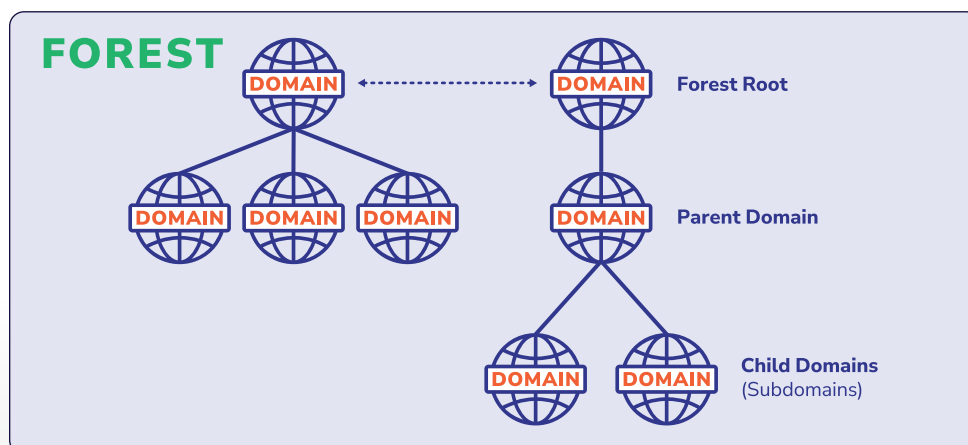 FOREST
DOMAIN
DOMAIN
Forest Root
DOMAIN
DOMAIN
DOMAIN
DOMAIN
Parent Domain
DOMAIN
DOMAIN
Child Domains
(Subdomains)